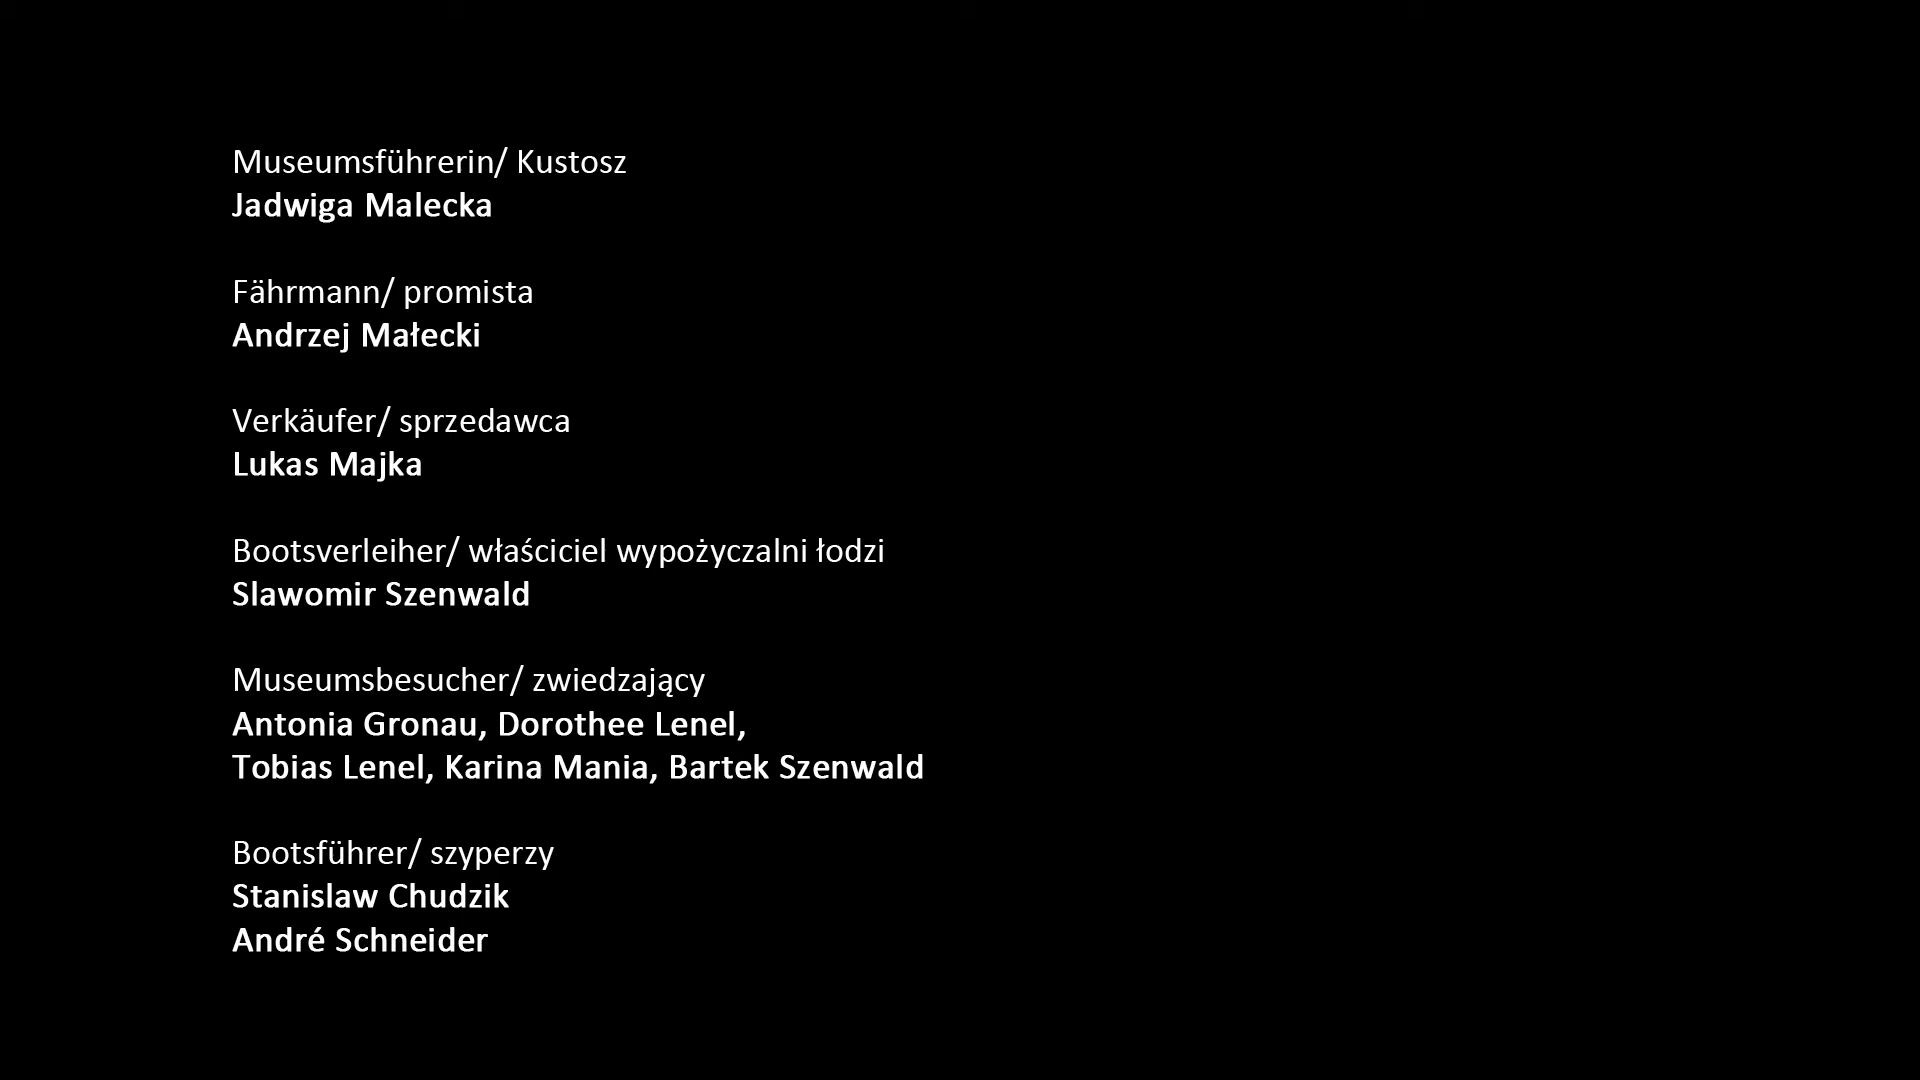 Museumsführerin/ Kustosz
Jadwiga Malecka
Fährmann/ promista
Andrzej Małecki
Verkäufer/ sprzedawca
Lukas Majka
Bootsverleiher/ właściciel wypożyczalni łodzi
Slawomir Szenwald
Museumsbesucher/ zwiedzający
Antonia Gronau, Dorothee Lenel,
Tobias Lenel, Karina Mania, Bartek Szenwald
Bootsführer/ szyperzy
Stanislaw Chudzik
André Schneider